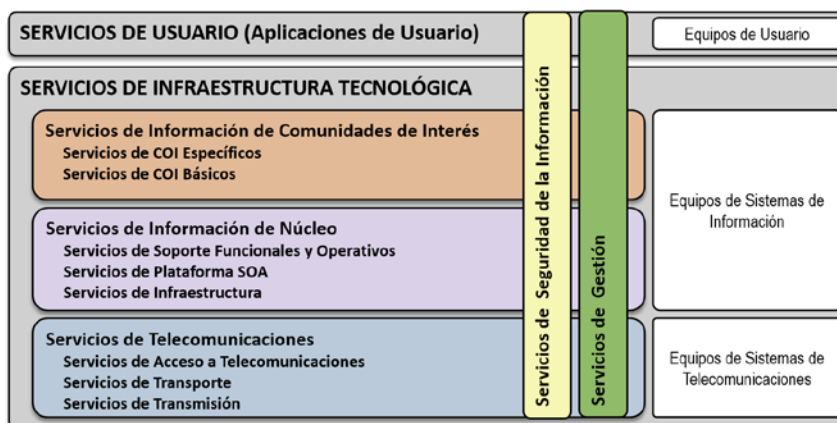 SERVICIOS DE USUARIO (Aplicaciones de Usuario)
Equipos de Usuario
SERVICIOS DE INFRAESTRUCTURA TECNOLÓGICA
Servicios de Información de Comunidades de Interés
Servicios de COI Específicos
Servicios de COI Básicos
Servicios de Información de Núcleo
Servicios de Soporte Funcionales y Operativos
Servicios de Plataforma SOA
Servicios de Infraestructura
Servicios de Telecomunicaciones
Servicios de Acceso a Telecomunicaciones
Servicios de Transporte
Servicios de Transmisión
Servicios de Seguridad de la Información
Servicios de Gestión
Equipos de Sistemas de
Información
Equipos de Sistemas de
Telecomunicaciones